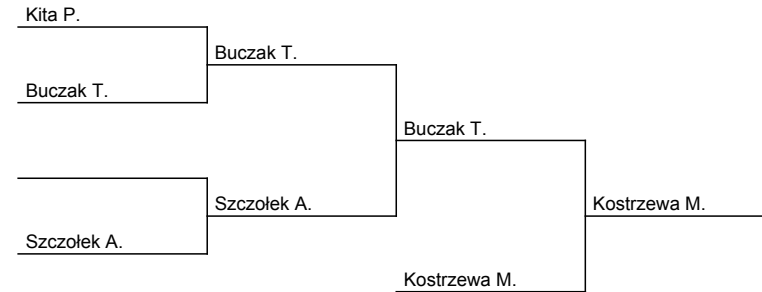 Kita P.
Buczak T.
Buczak T.
Buczak T.
Szczołek A.
Kostrzewa M.
Szczołek A.
Kostrzewa M.